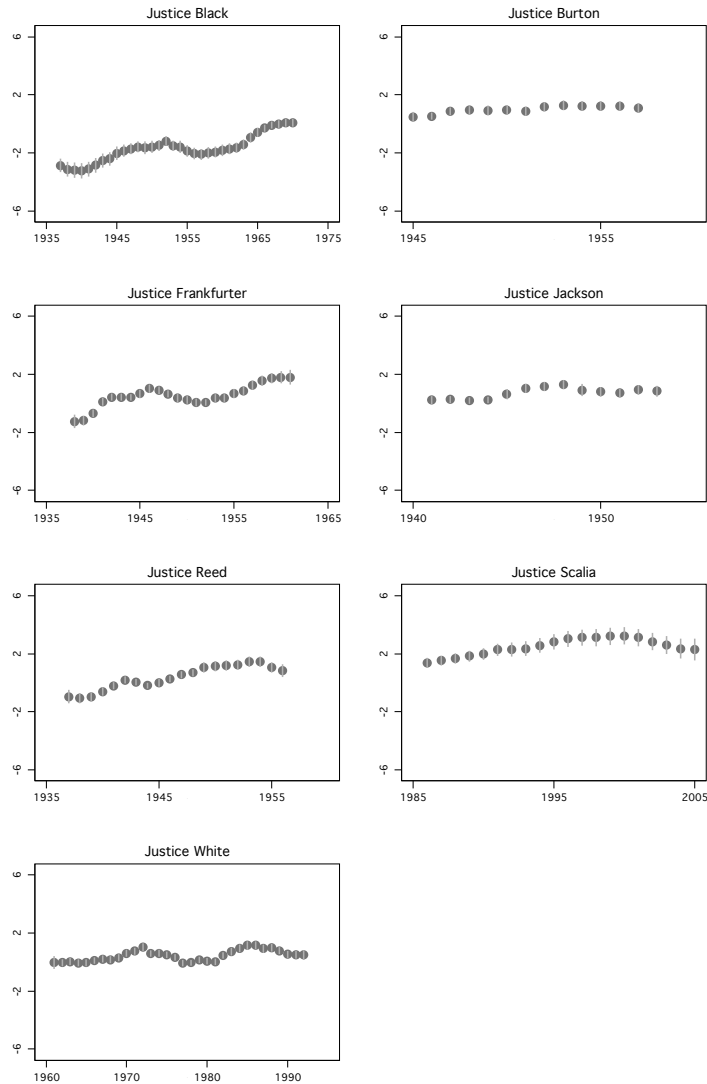 Justice Black
6
2
-2
-6
1935 1945 1955 1965 1975
Justice Burton
6
2
-2
-6
1945 1955
Justice Frankfurter
6
2
-2
-6
1935 1945 1955 1965
Justice Jackson
6
2
-2
-6
1940 1950
Justice Reed
6
2
-2
-6
1935 1945 1955
Justice Scalia
6
2
-2
-6
1985 1995 2005
Justice White
6
2
-2
-6
1960 1970 1980 1990